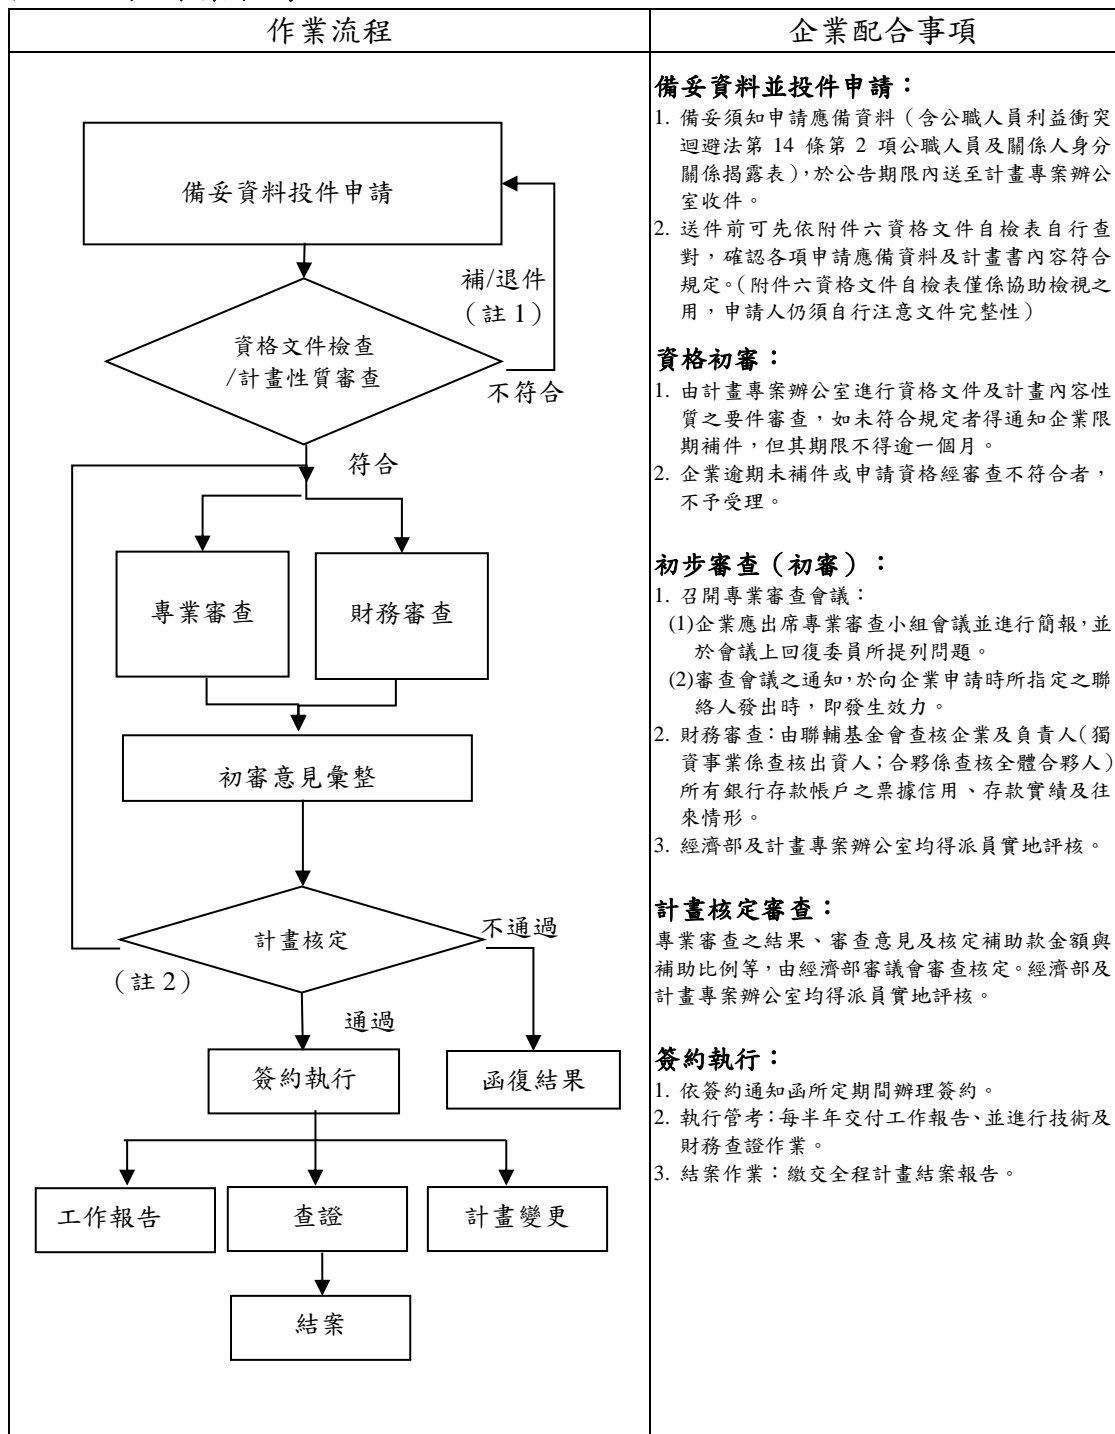 作業流程
企業配合事項
備妥資料投件申請
補/退件
（註 1）
資格文件檢查
/計畫性質審查
不符合
符合
專業審查
財務審查
初審意見彙整
計畫核定
不通過
（註 2）
通過
簽約執行
函復結果
工作報告
查證
計畫變更
結案
備妥資料並投件申請：
1. 備妥須知申請應備資料（含公職人員利益衝突
迴避法第 14 條第 2 項公職人員及關係人身分
關係揭露表），於公告期限內送至計畫專案辦公
室收件。
2. 送件前可先依附件六資格文件自檢表自行查
對，確認各項申請應備資料及計畫書內容符合
規定。（附件六資格文件自檢表僅係協助檢視之
用，申請人仍須自行注意文件完整性）
資格初審：
1. 由計畫專案辦公室進行資格文件及計畫內容性
質之要件審查，如未符合規定者得通知企業限
期補件，但其期限不得逾一個月。
2. 企業逾期未補件或申請資格經審查不符合者，
不予受理。
初步審查（初審）：
1. 召開專業審查會議：
(1)企業應出席專業審查小組會議並進行簡報，並
於會議上回復委員所提列問題。
(2)審查會議之通知，於向企業申請時所指定之聯
絡人發出時，即發生效力。
2. 財務審查：由聯輔基金會查核企業及負責人（獨
資事業係查核出資人；合夥係查核全體合夥人）
所有銀行存款帳戶之票據信用、存款實績及往
來情形。
3. 經濟部及計畫專案辦公室均得派員實地評核。
計畫核定審查：
專業審查之結果、審查意見及核定補助款金額與
補助比例等，由經濟部審議會審查核定。經濟部及
計畫專案辦公室均得派員實地評核。
簽約執行：
1. 依簽約通知函所定期間辦理簽約。
2. 執行管考：每半年交付工作報告、並進行技術及
財務查證作業。
3. 結案作業：繳交全程計畫結案報告。